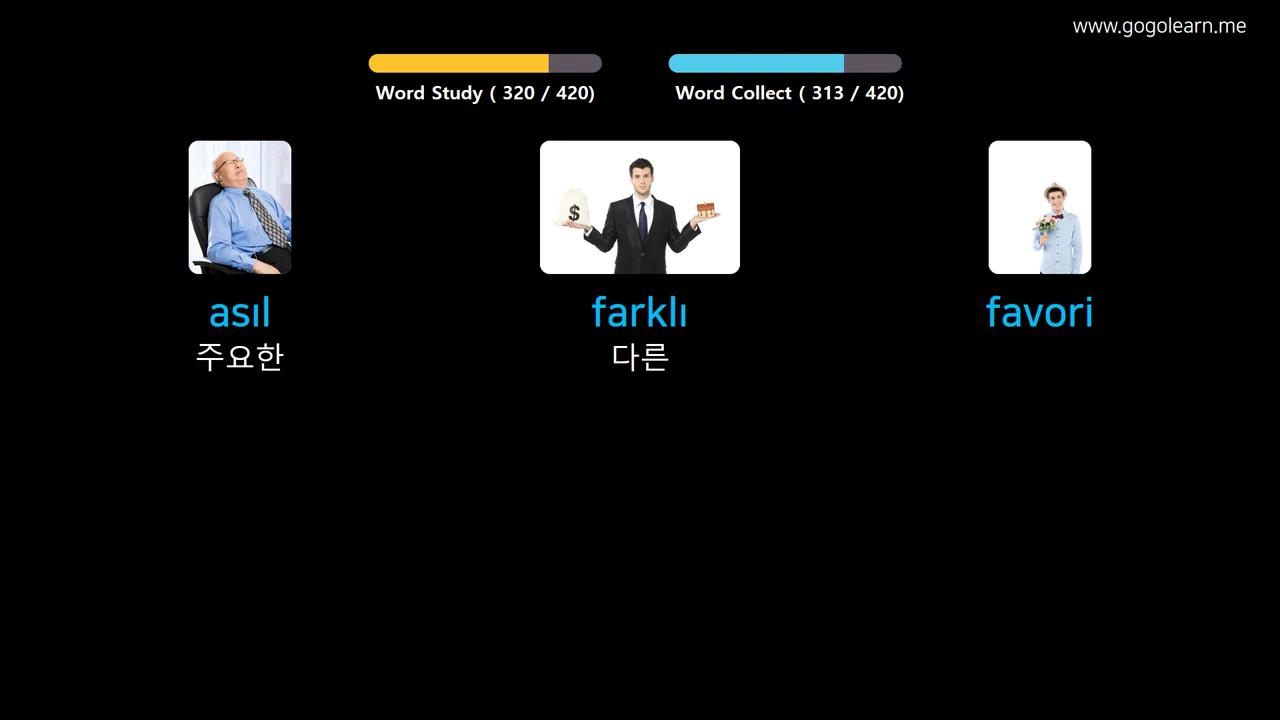 www.gogolearn.me
Word Study ( 320 / 420)
Word Collect ( 313 / 420)
$
asıl
farklı
favori
주요한
다른